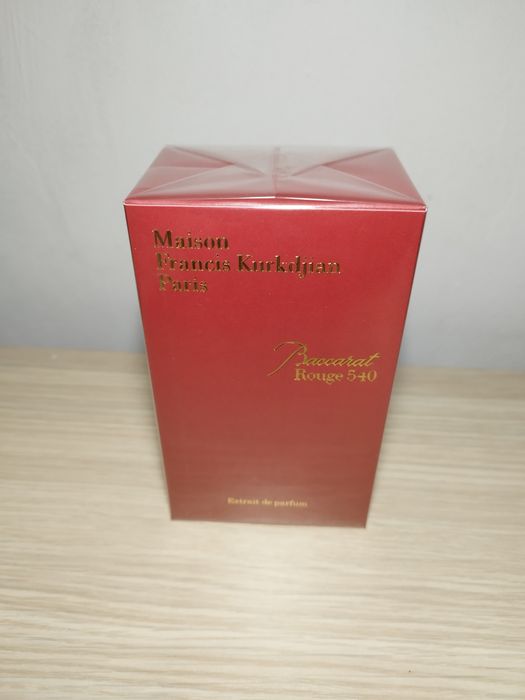 Maison
Francis Kurkdjian
Paris
Baccarat
Rouge 540
Extrait de parfum